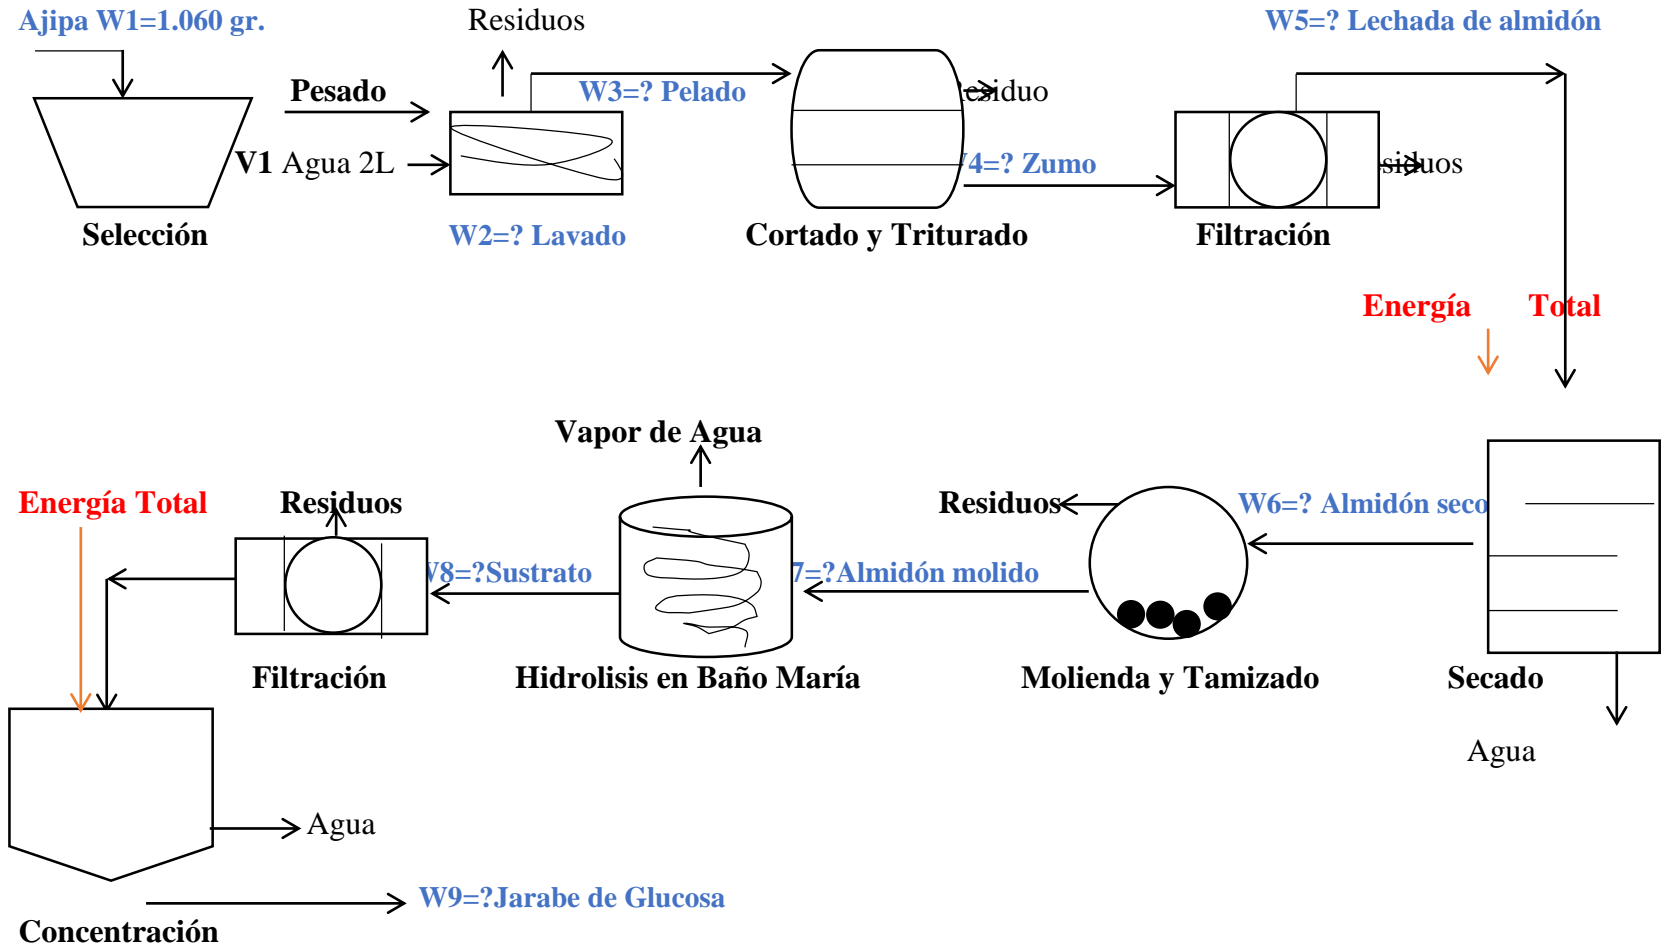 Ajipa W1=1.060 gr.
Residuos
W5=? Lechada de almidón
Pesado
W3=? Pelado
esiduo
V1 Agua 2L
4=? Zumo
siduos
Selección
W2=? Lavado
Cortado y Triturado
Filtración
Energía Total
Vapor de Agua
Energía Total
Residuos
Residuos
W6=? Almidón seco
V8=?Sustrato
7=?Almidón molido
Filtración
Hidrolisis en Baño María
Molienda y Tamizado
Secado
Agua
Agua
W9=?Jarabe de Glucosa
Concentración